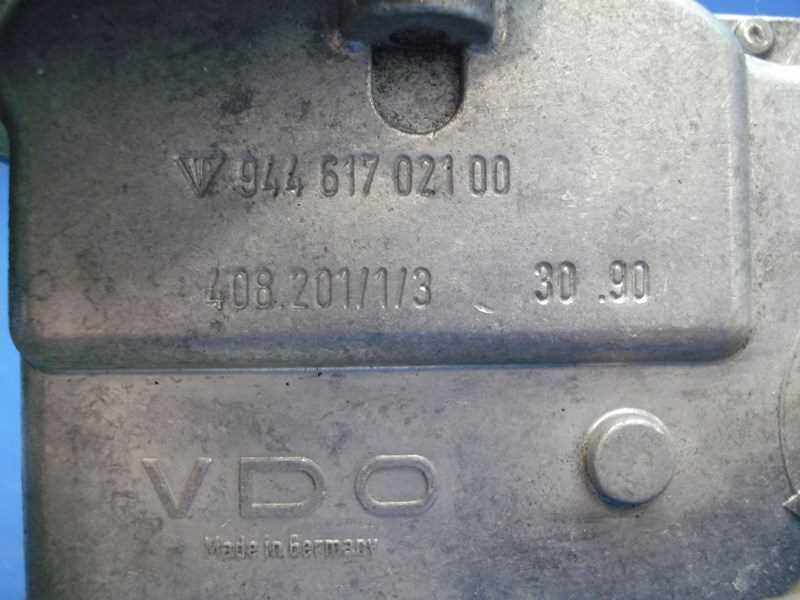 944 617 021 00
408.201/1/3 30 .90
VDO
Made in Germany